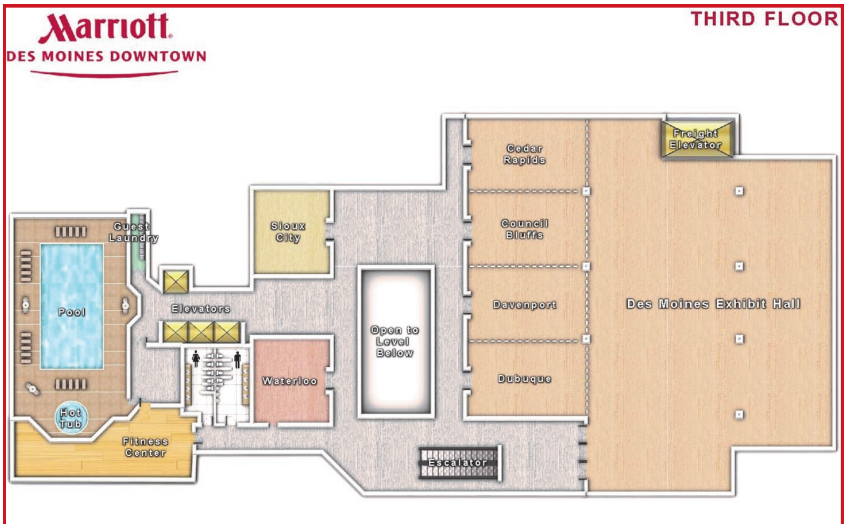 Marriott.
DES MOINES DOWNTOWN
THIRD FLOOR
Freight
Elevator
Cedar
Rapids
Guest
Laundry
Sioux
City
Council
Bluffs
Elevators
Pool
Davenport
Des Moines Exhibit Hall
Open to
Level
Below
Waterloo
Dubuque
Hot
Tub
Fitness
Center
Escalator